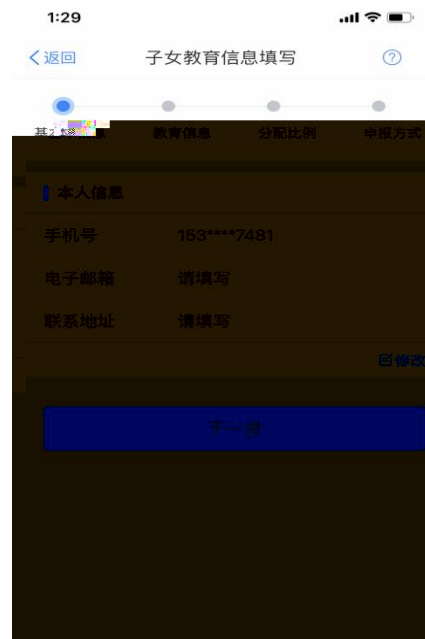 1:29
返回 子女教育信息填写
教育信息 分配比例 申报方式
本人信息
手机号 153****7481
电子邮箱 请填写
联系地址 请填写
修改
下一步